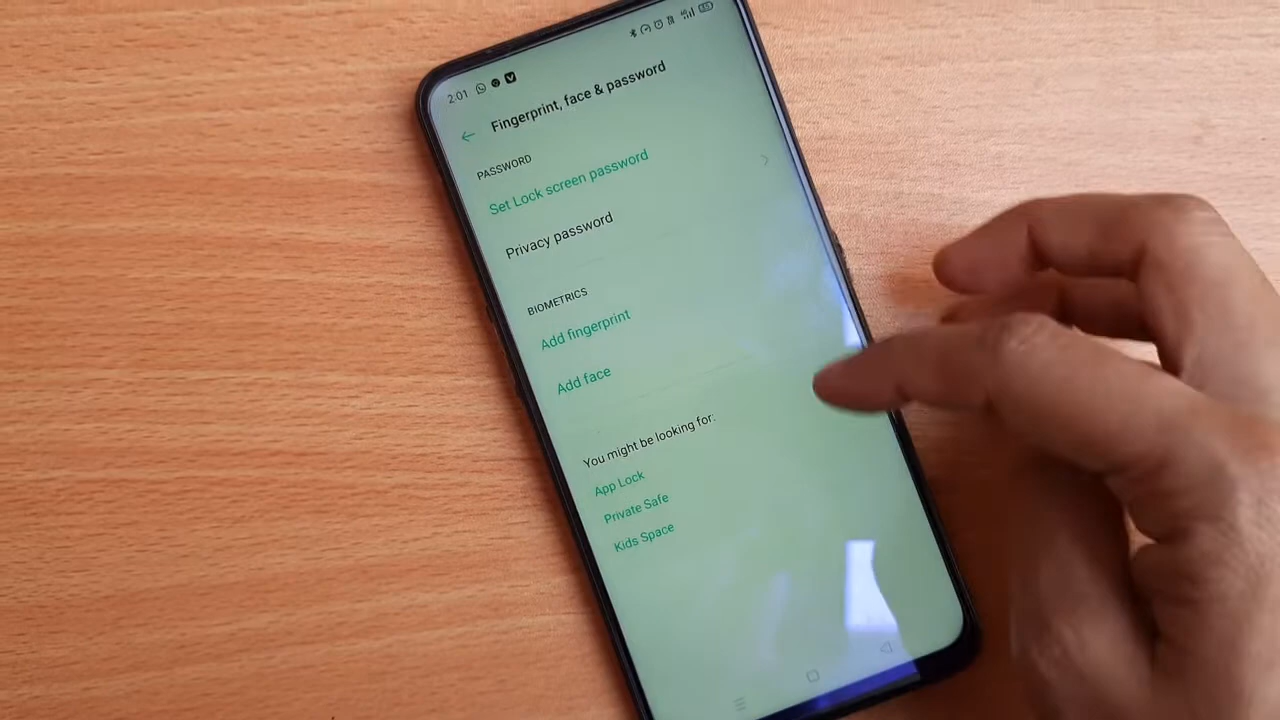 2:01
Fingerprint, face & password
PASSWORD
Set Lock screen password
Privacy password
BIOMETRICS
Add fingerprint
Add face
You might be looking for:
App Lock
Private Safe
Kids Space